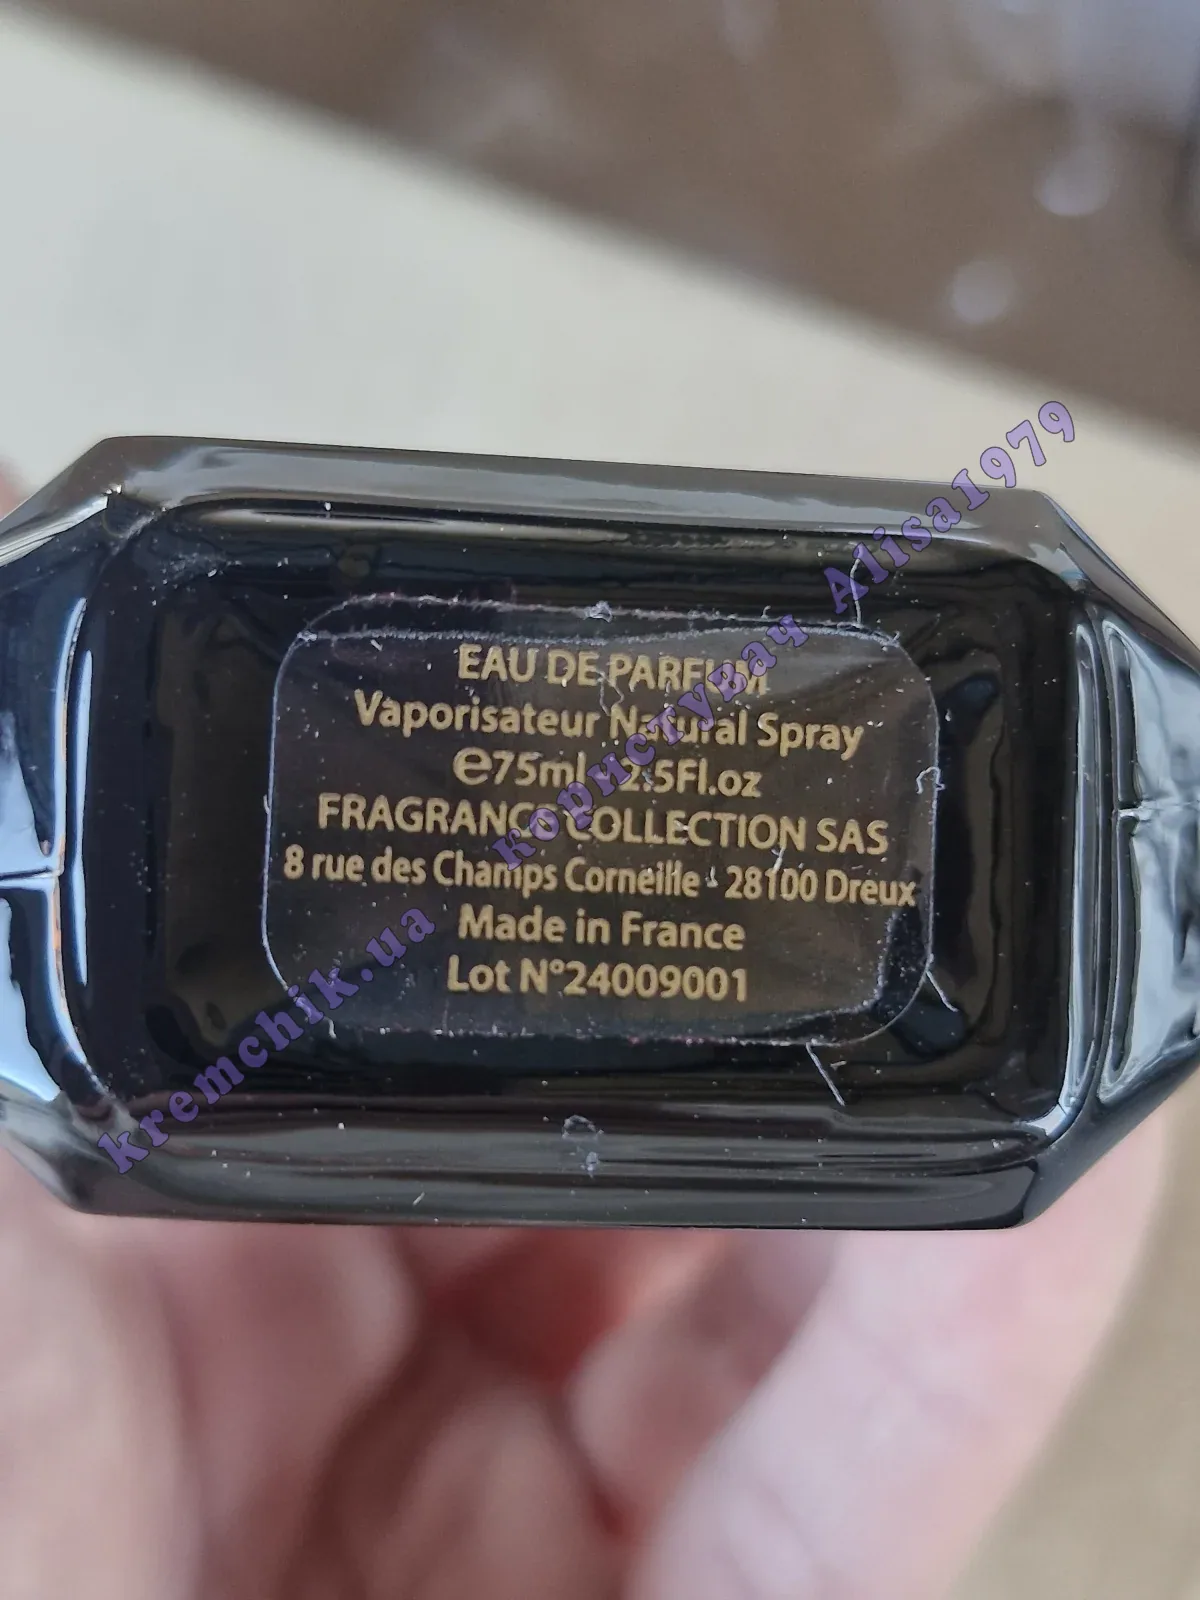 EAU DE PARFUM
Vaporisateur Natural Spray
℮75ml - 2.5Fl.oz
FRAGRANCE COLLECTION SAS
8 rue des Champs Corneille - 28100 Dreux
Made in France
Lot N°24009001
kremchik.ua користувач Alisa1979